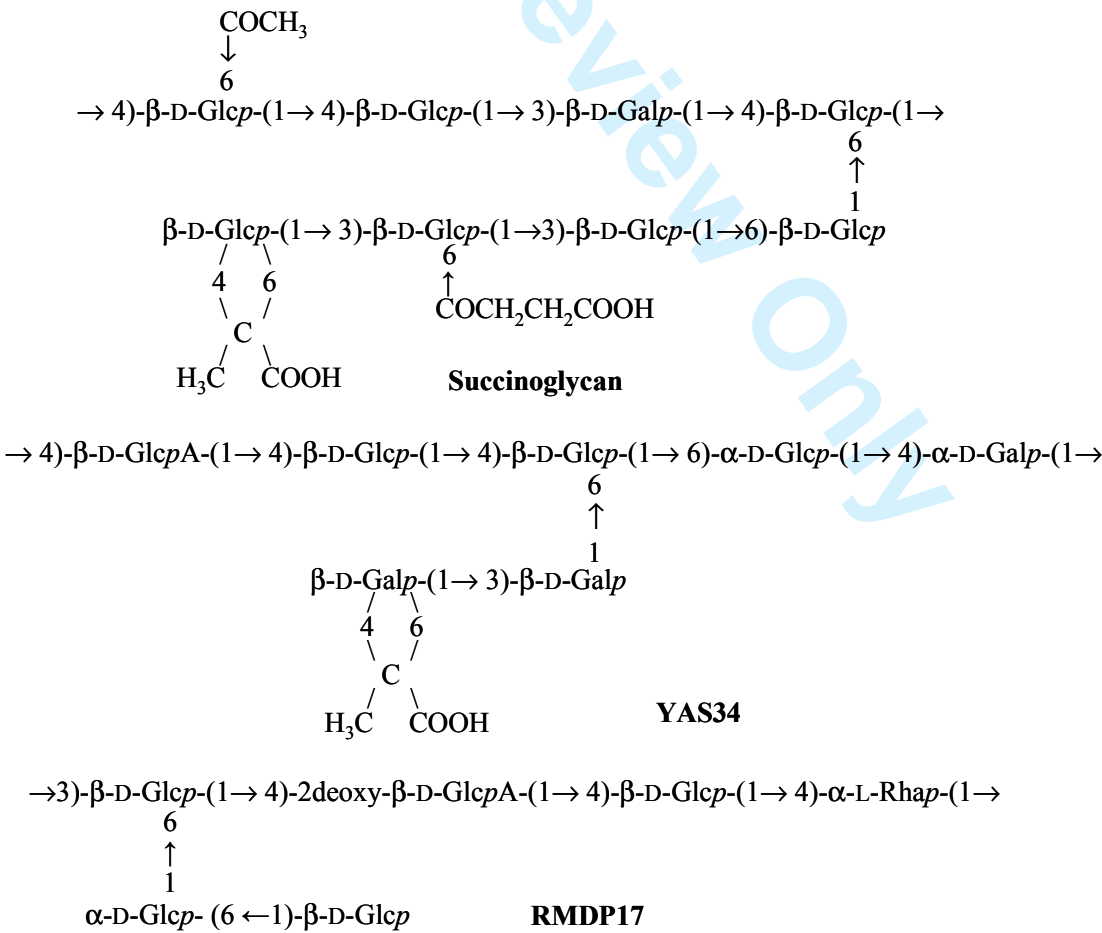 COCH₃
↓
6
→ 4)-β-D-Glcp-(1→ 4)-β-D-Glcp-(1→ 3)-β-D-Galp-(1→ 4)-β-D-Glcp-(1→
6
↑
1
β-D-Glcp-(1→ 3)-β-D-Glcp-(1→3)-β-D-Glcp-(1→6)-β-D-Glcp
4 6 6
↑
COCH₂CH₂COOH
C
H₃C COOH
Succinoglycan
→ 4)-β-D-GlcpA-(1→ 4)-β-D-Glcp-(1→ 4)-β-D-Glcp-(1→ 6)-α-D-Glcp-(1→ 4)-α-D-Galp-(1→
6
↑
1
β-D-Galp-(1→ 3)-β-D-Galp
4 6
C
H₃C COOH
YAS34
→3)-β-D-Glcp-(1→ 4)-2deoxy-β-D-GlcpA-(1→ 4)-β-D-Glcp-(1→ 4)-α-L-Rhap-(1→
6
↑
1
α-D-Glcp- (6 ←1)-β-D-Glcp
RMDP17
eview Only